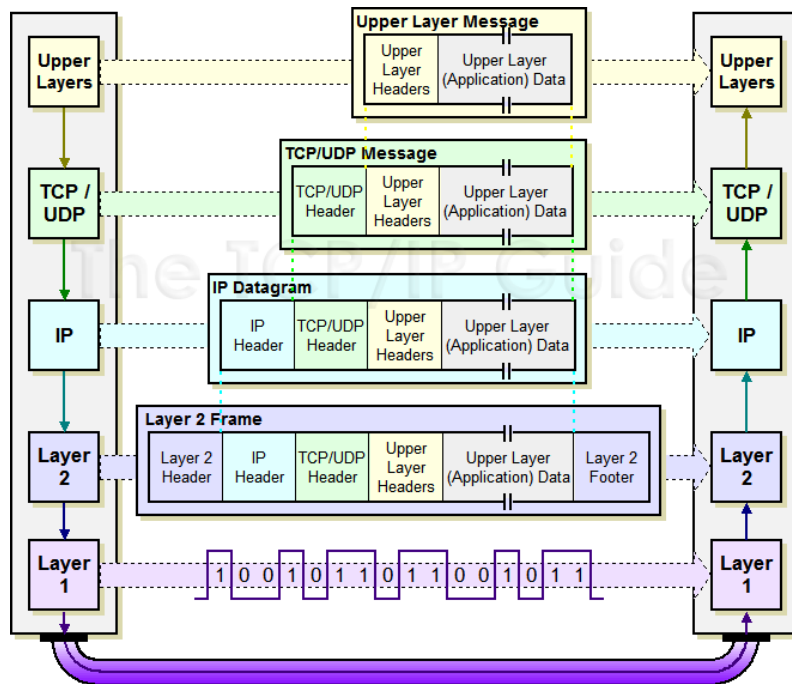 Upper Layer Message
Upper
Layers
Upper
Layer
Headers
Upper Layer
(Application) Data
Upper
Layers
TCP/UDP Message
TCP /
UDP
TCP/UDP
Header
Upper
Layer
Headers
Upper Layer
(Application) Data
TCP /
UDP
The TCP/IP Guide
IP Datagram
IP
IP
Header
TCP/UDP
Header
Upper
Layer
Headers
Upper Layer
(Application) Data
IP
Layer 2 Frame
Layer
2
Layer 2
Header
IP
Header
TCP/UDP
Header
Upper
Layer
Headers
Upper Layer
(Application) Data
Layer 2
Footer
Layer
2
Layer
1
1 0 0 1 0 1 1 0 1 1 0 0 1 0 1 1
Layer
1